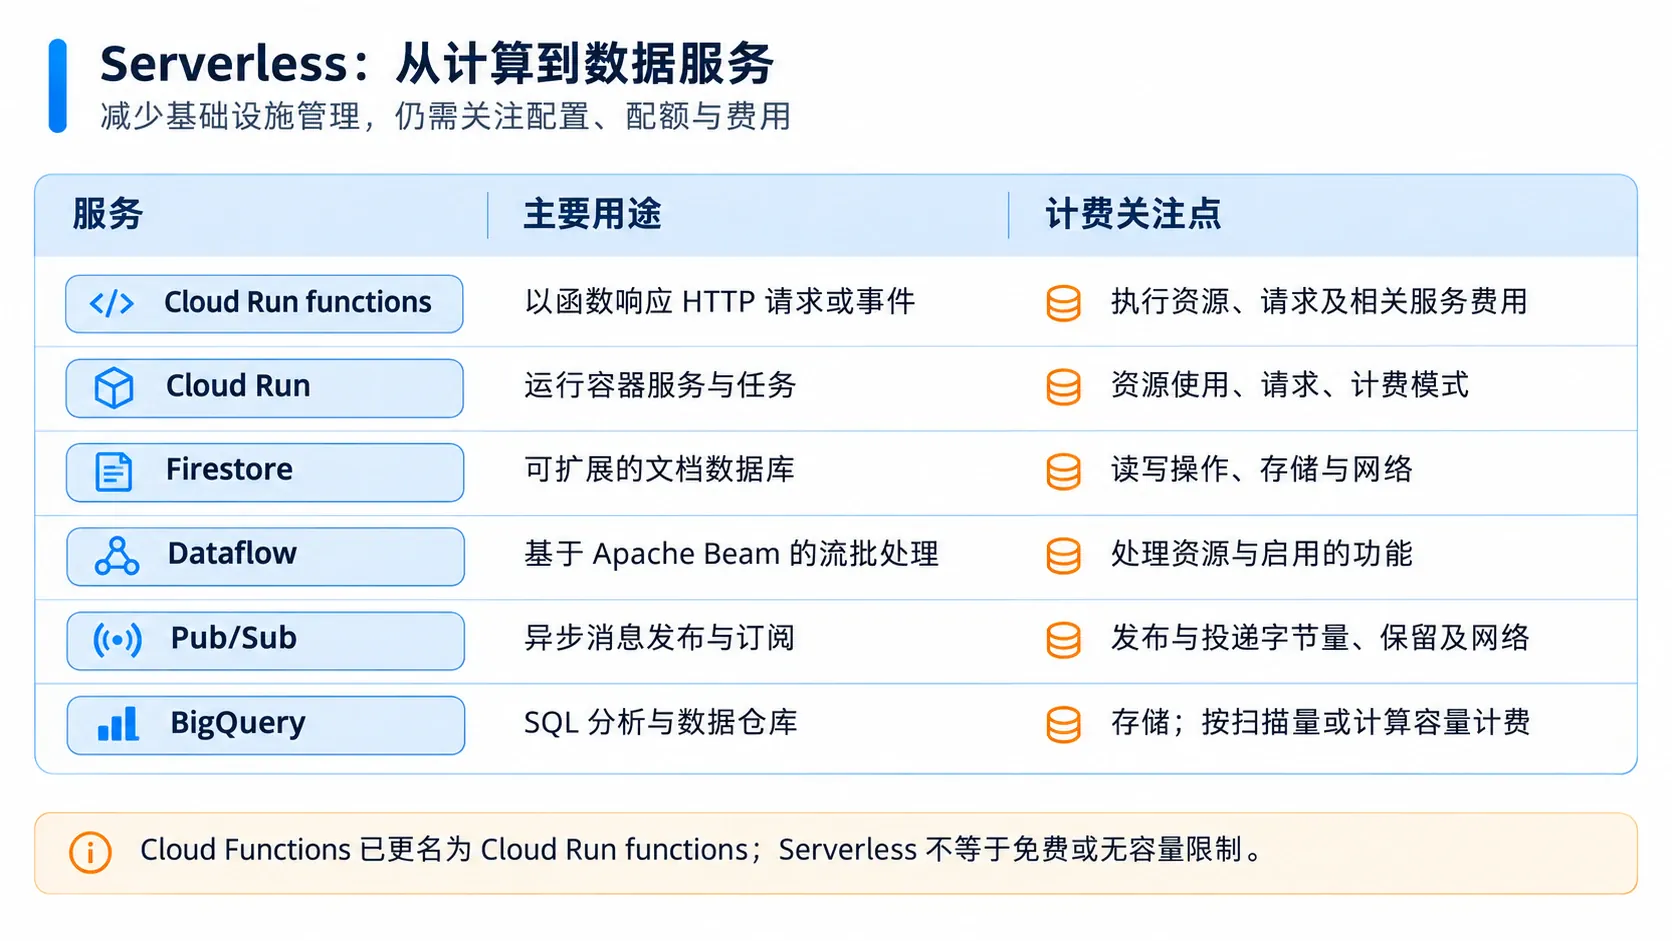 Serverless：从计算到数据服务
减少基础设施管理，仍需关注配置、配额与费用
服务 主要用途 计费关注点
Cloud Run functions 以函数响应 HTTP 请求或事件 执行资源、请求及相关服务费用
Cloud Run 运行容器服务与任务 资源使用、请求、计费模式
Firestore 可扩展的文档数据库 读写操作、存储与网络
Dataflow 基于 Apache Beam 的流批处理 处理资源与启用的功能
Pub/Sub 异步消息发布与订阅 发布与投递字节量、保留及网络
BigQuery SQL 分析与数据仓库 存储；按扫描量或计算容量计费
Cloud Functions 已更名为 Cloud Run functions；Serverless 不等于免费或无容量限制。